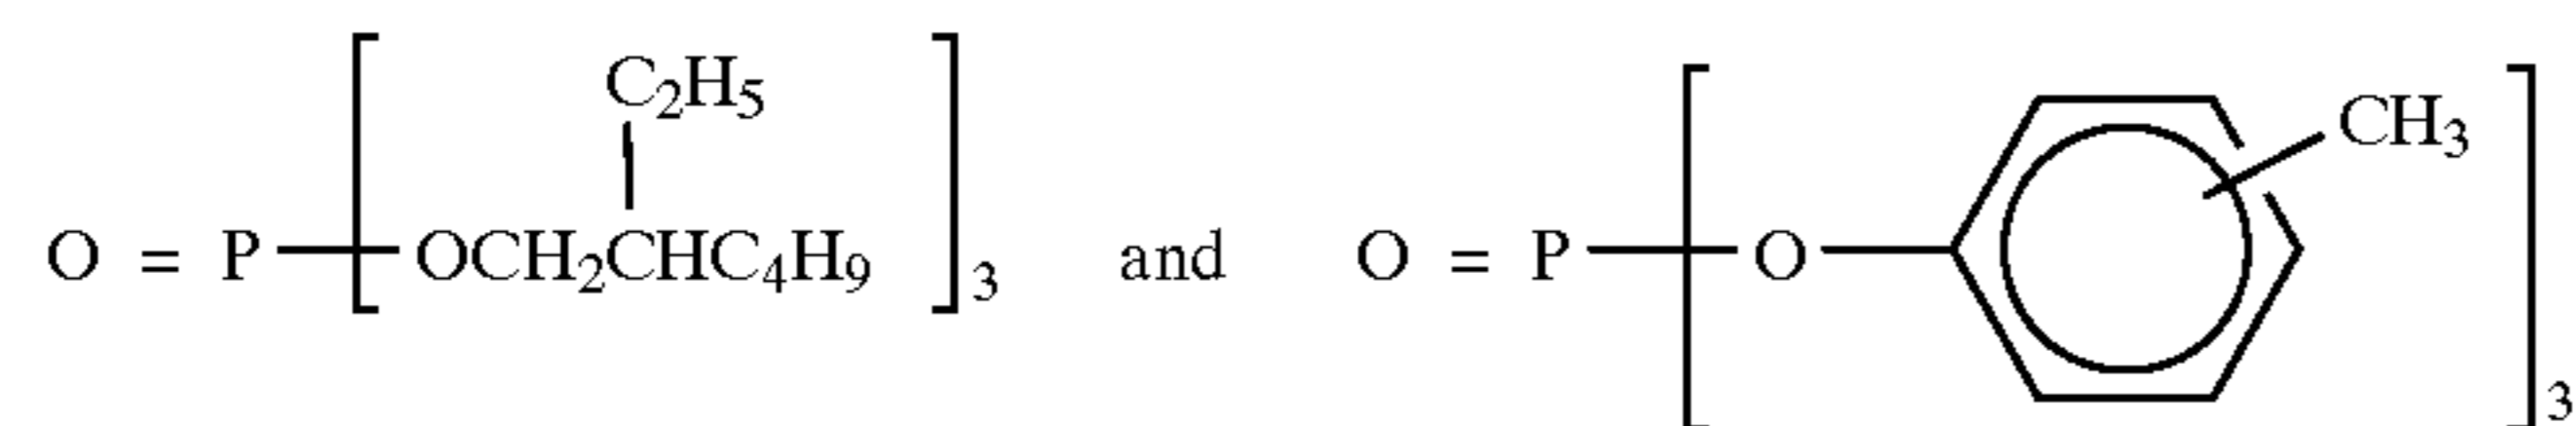 C₂H₅
O = P OCH₂CHC₄H₉ 3 and O = P O CH₃ 3